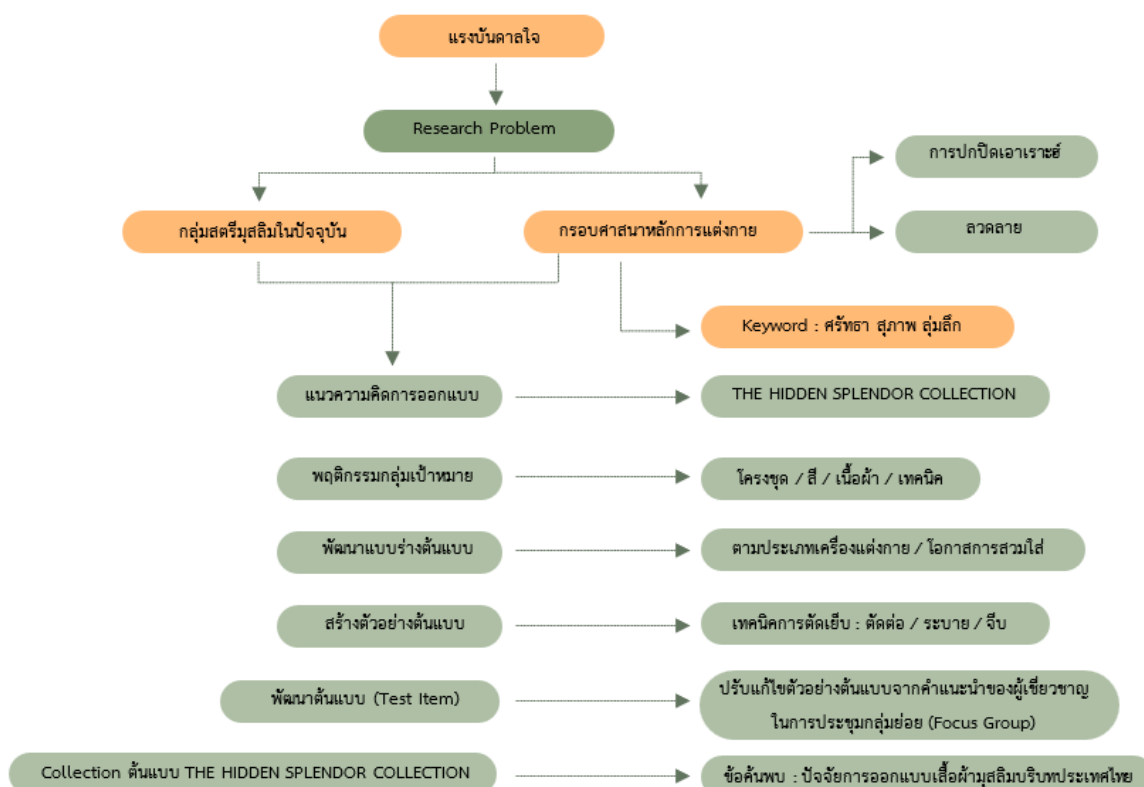 แรงบันดาลใจ
Research Problem
การปกปิดเอาเราะฮ์
กลุ่มสตรีมุสลิมในปัจจุบัน
กรอบศาสนาหลักการแต่งกาย
ลวดลาย
Keyword : ศรัทธา สุภาพ ลุ่มลึก
แนวความคิดการออกแบบ
THE HIDDEN SPLENDOR COLLECTION
พฤติกรรมกลุ่มเป้าหมาย
โครงชุด / สี / เนื้อผ้า / เทคนิค
พัฒนาแบบร่างต้นแบบ
ตามประเภทเครื่องแต่งกาย / โอกาสการสวมใส่
สร้างตัวอย่างต้นแบบ
เทคนิคการตัดเย็บ : ตัดต่อ / ระบาย / จีบ
พัฒนาต้นแบบ (Test Item)
ปรับแก้ไขตัวอย่างต้นแบบจากคำแนะนำของผู้เชี่ยวชาญ
ในการประชุมกลุ่มย่อย (Focus Group)
Collection ต้นแบบ THE HIDDEN SPLENDOR COLLECTION
ข้อค้นพบ : ปัจจัยการออกแบบเสื้อผ้ามุสลิมบริบทประเทศไทย